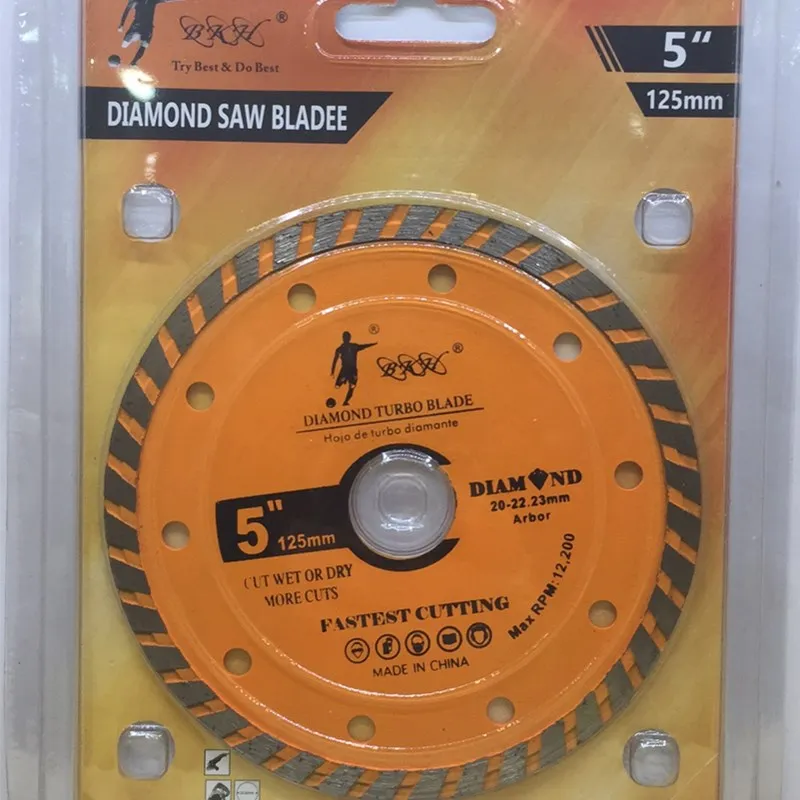 BKH ®
Try Best & Do Best
DIAMOND SAW BLADEE
5"
125mm
®
BKH ®
DIAMOND TURBO BLADE
Hojo de turbo diamante
DIAMOND
20-22.23mm
Arbor
5"
125mm
CUT WET OR DRY
MORE CUTS
Max RPM:12,200
FASTEST CUTTING
MADE IN CHINA